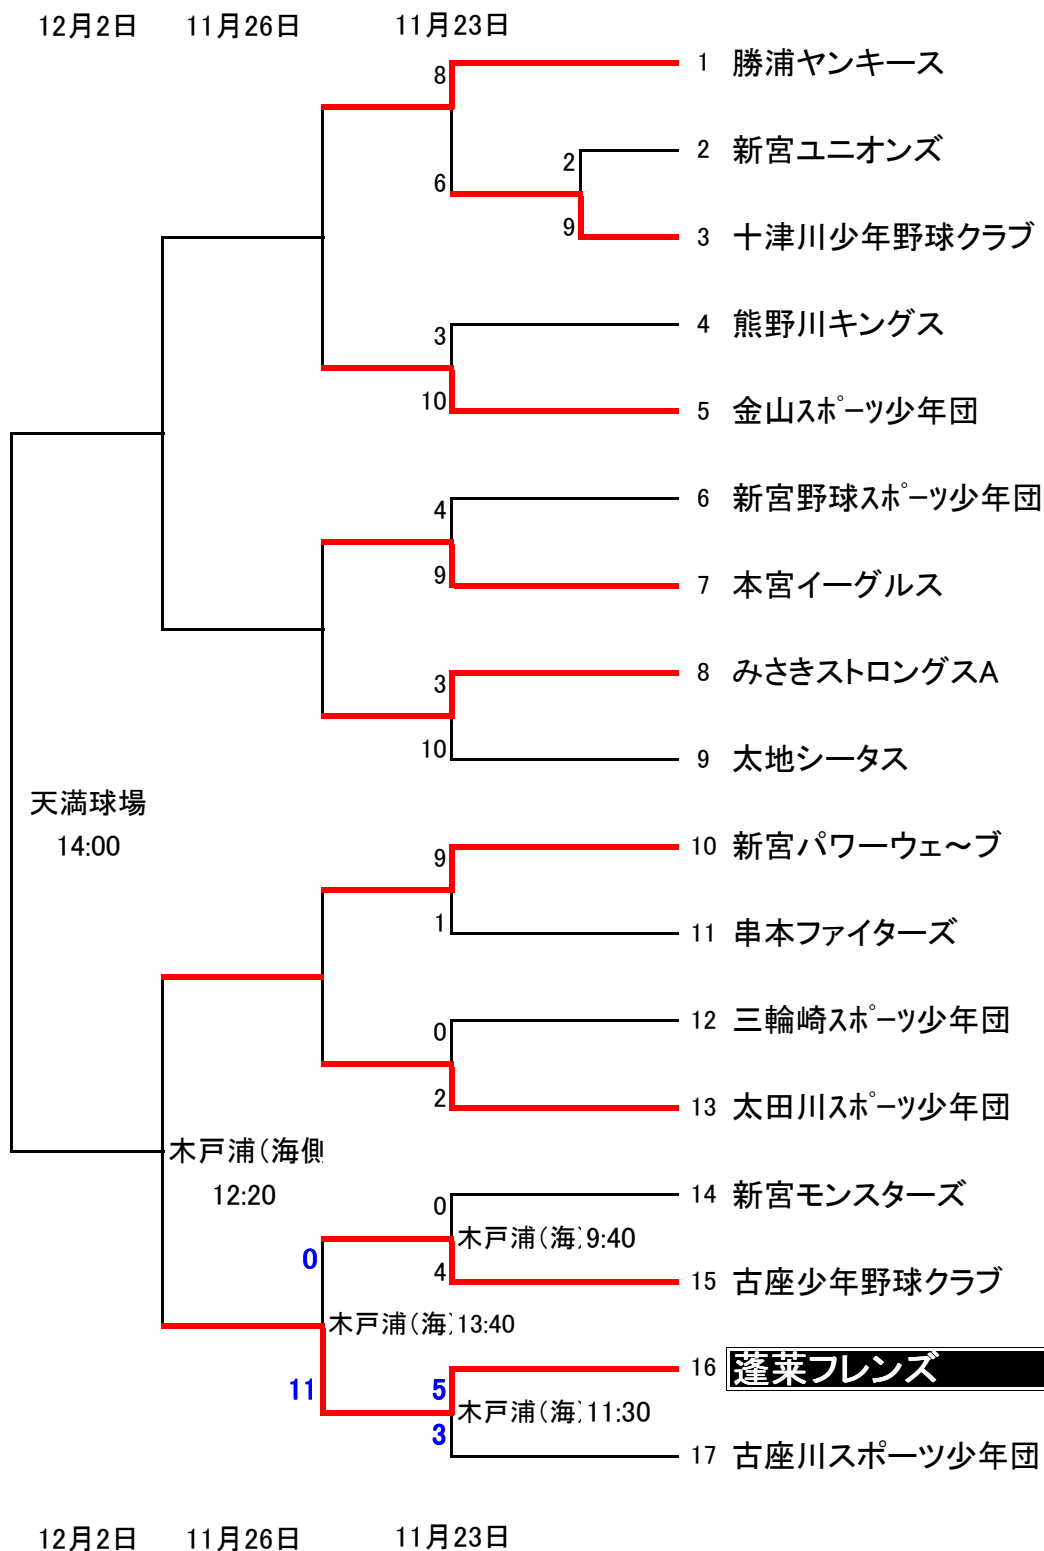 12月2日 11月26日 11月23日
8 1 勝浦ヤンキース
2 2 新宮ユニオンズ
6
9 3 十津川少年野球クラブ
3 4 熊野川キングス
10 5 金山スポーツ少年団
4 6 新宮野球スポーツ少年団
9 7 本宮イーグルス
3 8 みさきストロングスA
10 9 太地シータス
天満球場
14:00
9 10 新宮パワーウェ～ブ
1 11 串本ファイターズ
0 12 三輪崎スポーツ少年団
2 13 太田川スポーツ少年団
木戸浦(海側
12:20
0 14 新宮モンスターズ
木戸浦(海) 9:40
0
4 15 古座少年野球クラブ
木戸浦(海) 13:40
11 5 16 蓬莱フレンズ
木戸浦(海) 11:30
3 17 古座川スポーツ少年団
12月2日 11月26日 11月23日